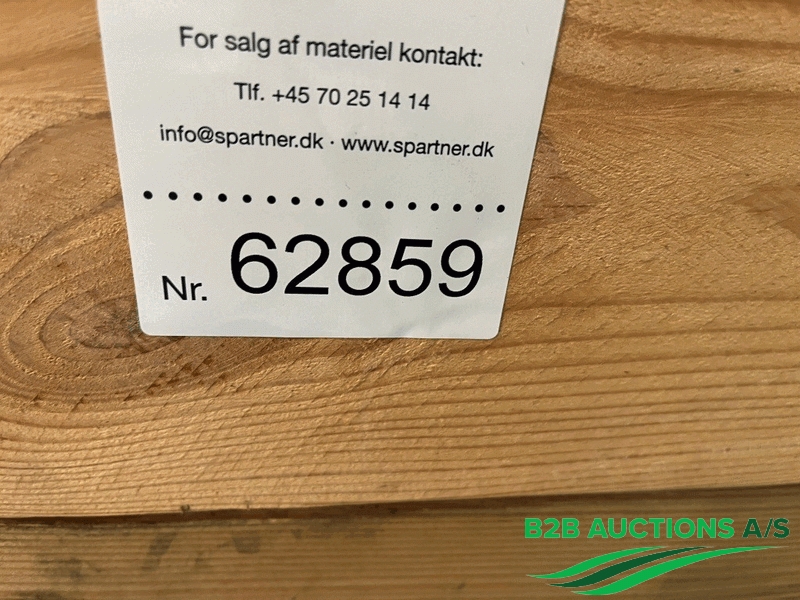 For salg af materiel kontakt:
Tlf. +45 70 25 14 14
info@spartner.dk · www.spartner.dk
Nr. 62859
B2B AUCTIONS A/S